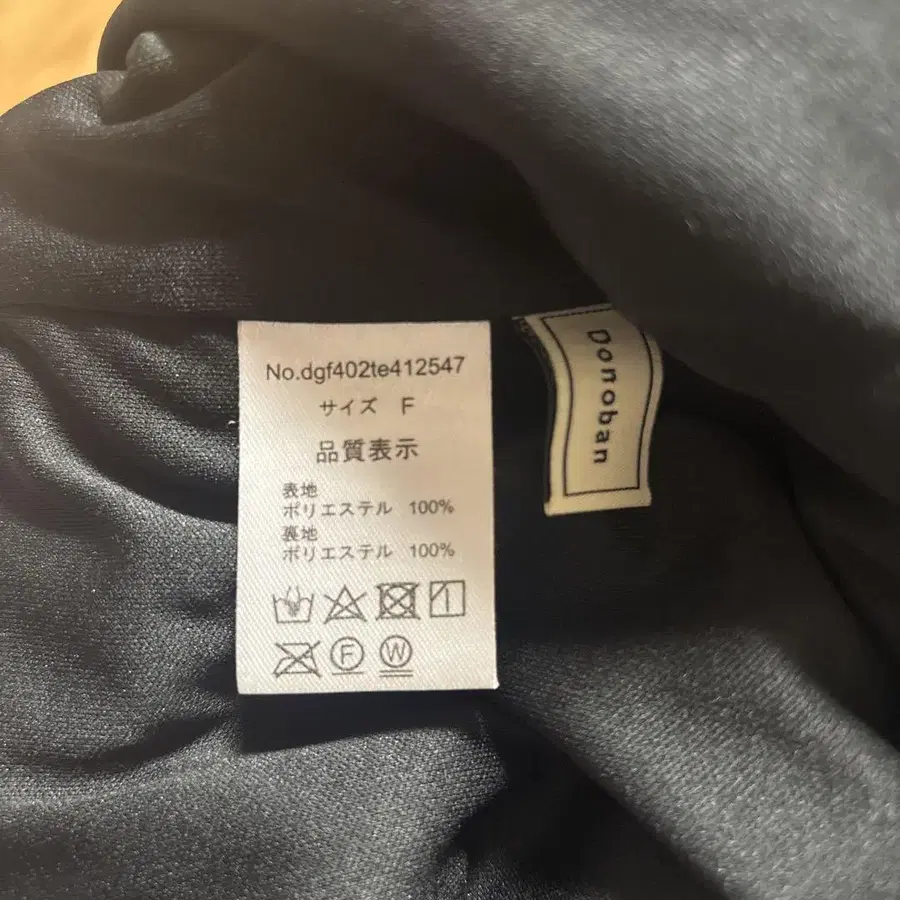 No.dgf402te412547
サイズ F
品質表示
表地
ポリエステル 100%
裏地
ポリエステル 100%
F W
Donoban